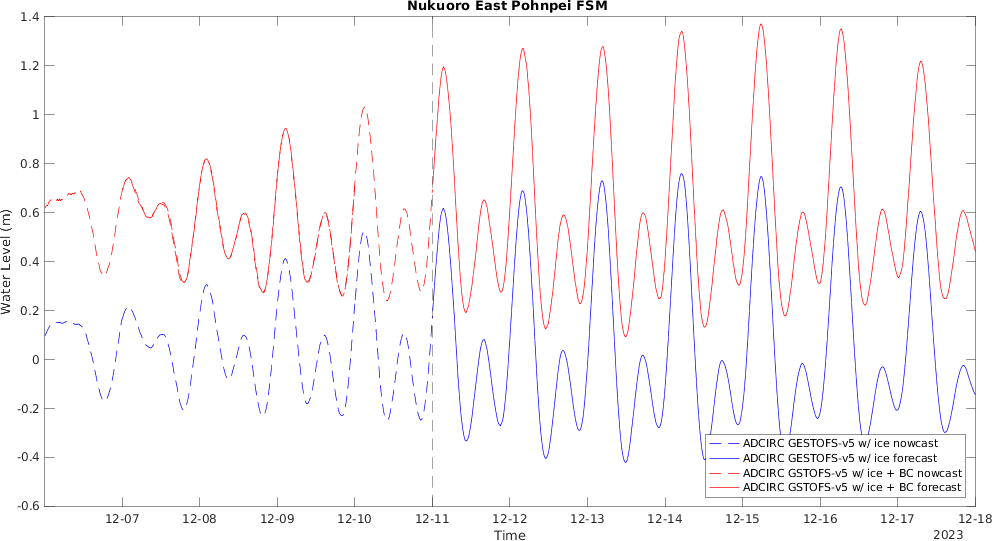 Nukuoro East Pohnpei FSM
1.4
1.2
1
0.8
0.6
0.4
0.2
0
-0.2
-0.4
-0.6
Water Level (m)
ADCIRC GESTOFS-v5 w/ ice nowcast
ADCIRC GESTOFS-v5 w/ ice forecast
ADCIRC GSTOFS-v5 w/ ice + BC nowcast
ADCIRC GSTOFS-v5 w/ ice + BC forecast
12-07 12-08 12-09 12-10 12-11 12-12 12-13 12-14 12-15 12-16 12-17 12-18
Time
2023